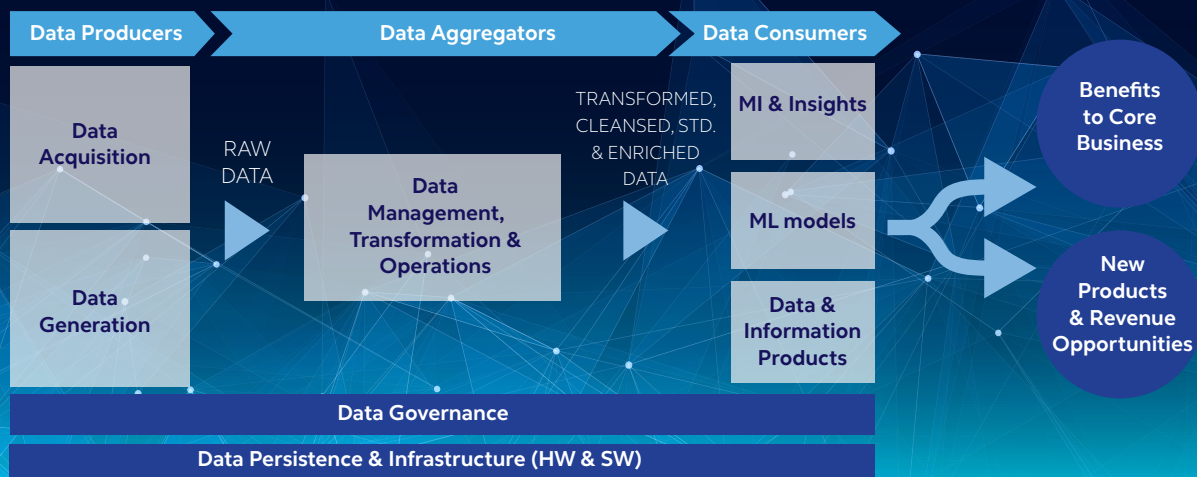 Data Producers
Data Aggregators
Data Consumers
Data
Acquisition
Data
Generation
RAW
DATA
Data
Management,
Transformation &
Operations
TRANSFORMED,
CLEANSED, STD.
& ENRICHED
DATA
MI & Insights
ML models
Data &
Information
Products
Benefits
to Core
Business
New
Products
& Revenue
Opportunities
Data Governance
Data Persistence & Infrastructure (HW & SW)